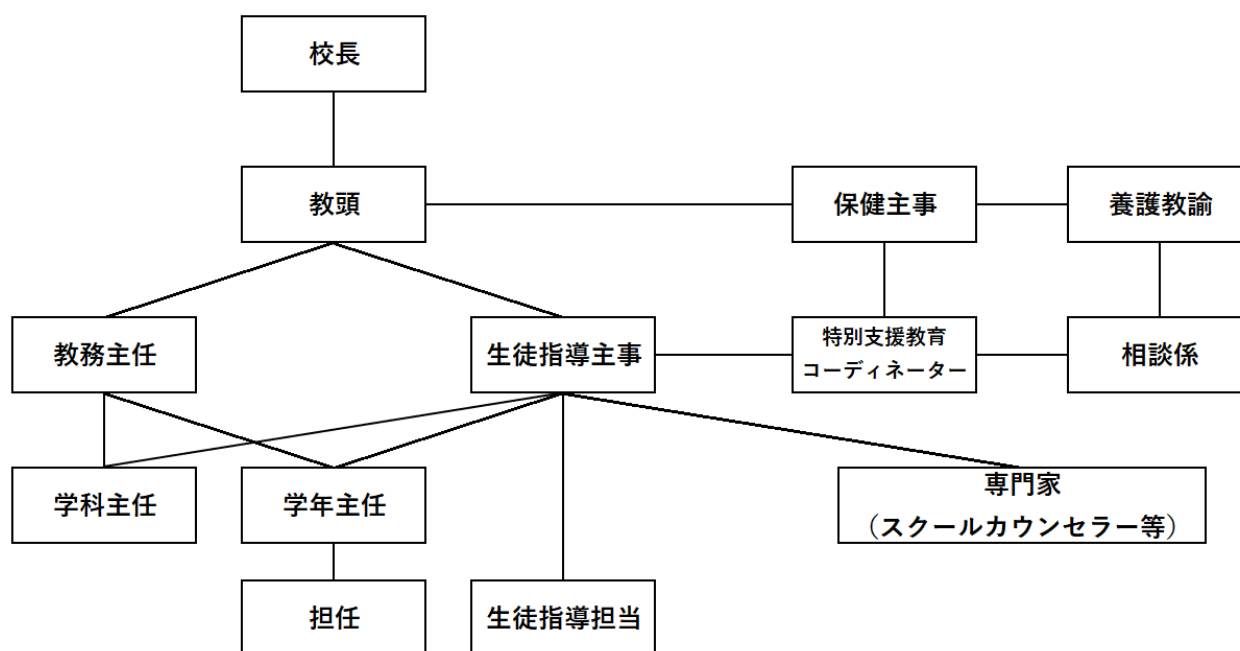 校長
教頭
保健主事
養護教諭
教務主任
生徒指導主事
特別支援教育
コーディネーター
相談係
学科主任
学年主任
専門家
（スクールカウンセラー等）
担任
生徒指導担当